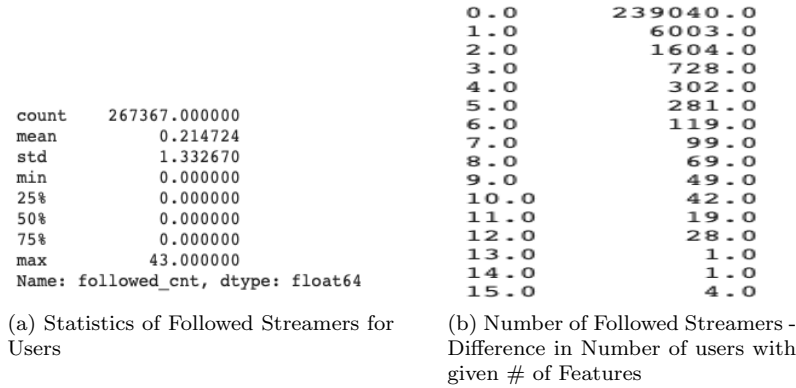 count 267367.000000
mean 0.214724
std 1.332670
min 0.000000
25% 0.000000
50% 0.000000
75% 0.000000
max 43.000000
Name: followed_cnt, dtype: float64
(a) Statistics of Followed Streamers for
Users
0.0 239040.0
1.0 6003.0
2.0 1604.0
3.0 728.0
4.0 302.0
5.0 281.0
6.0 119.0
7.0 99.0
8.0 69.0
9.0 49.0
10.0 42.0
11.0 19.0
12.0 28.0
13.0 1.0
14.0 1.0
15.0 4.0
(b) Number of Followed Streamers -
Difference in Number of users with
given # of Features